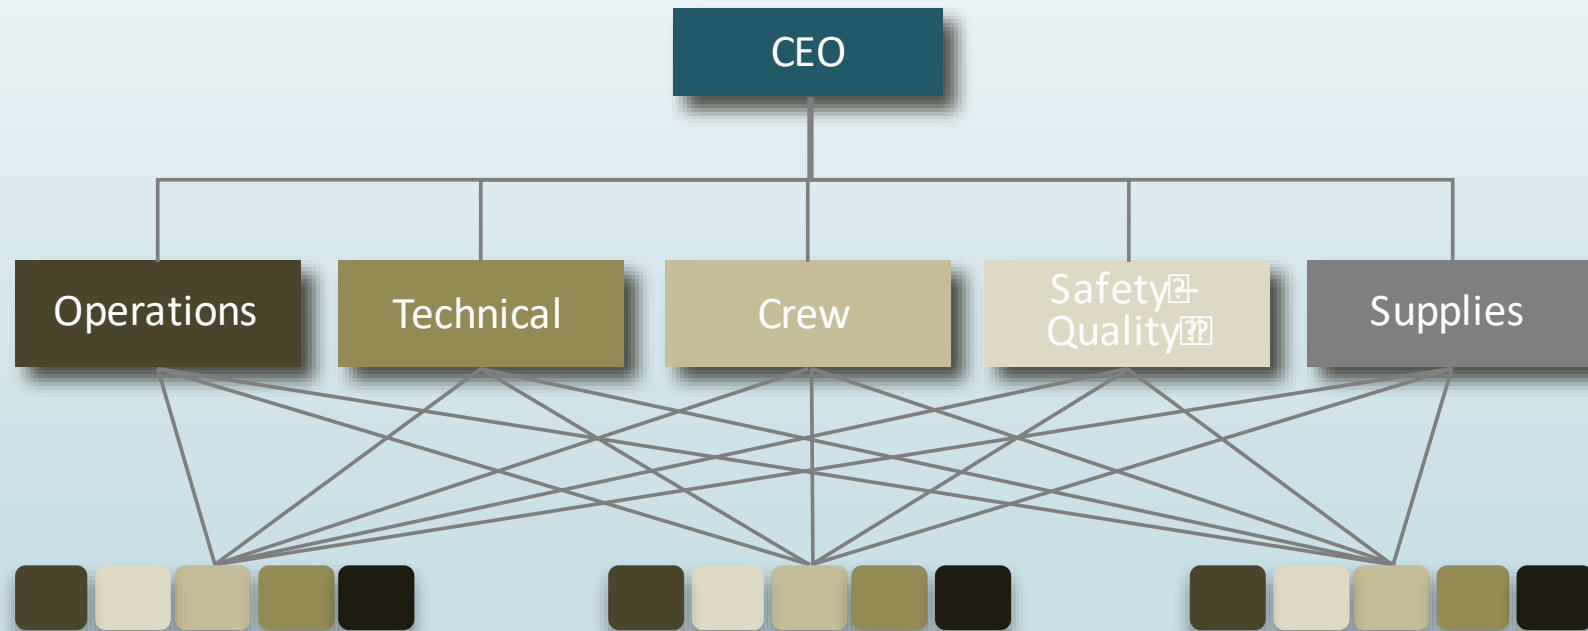 CEO
Operations
Technical
Crew
Safety⍰+
Quality⍰⍰
Supplies